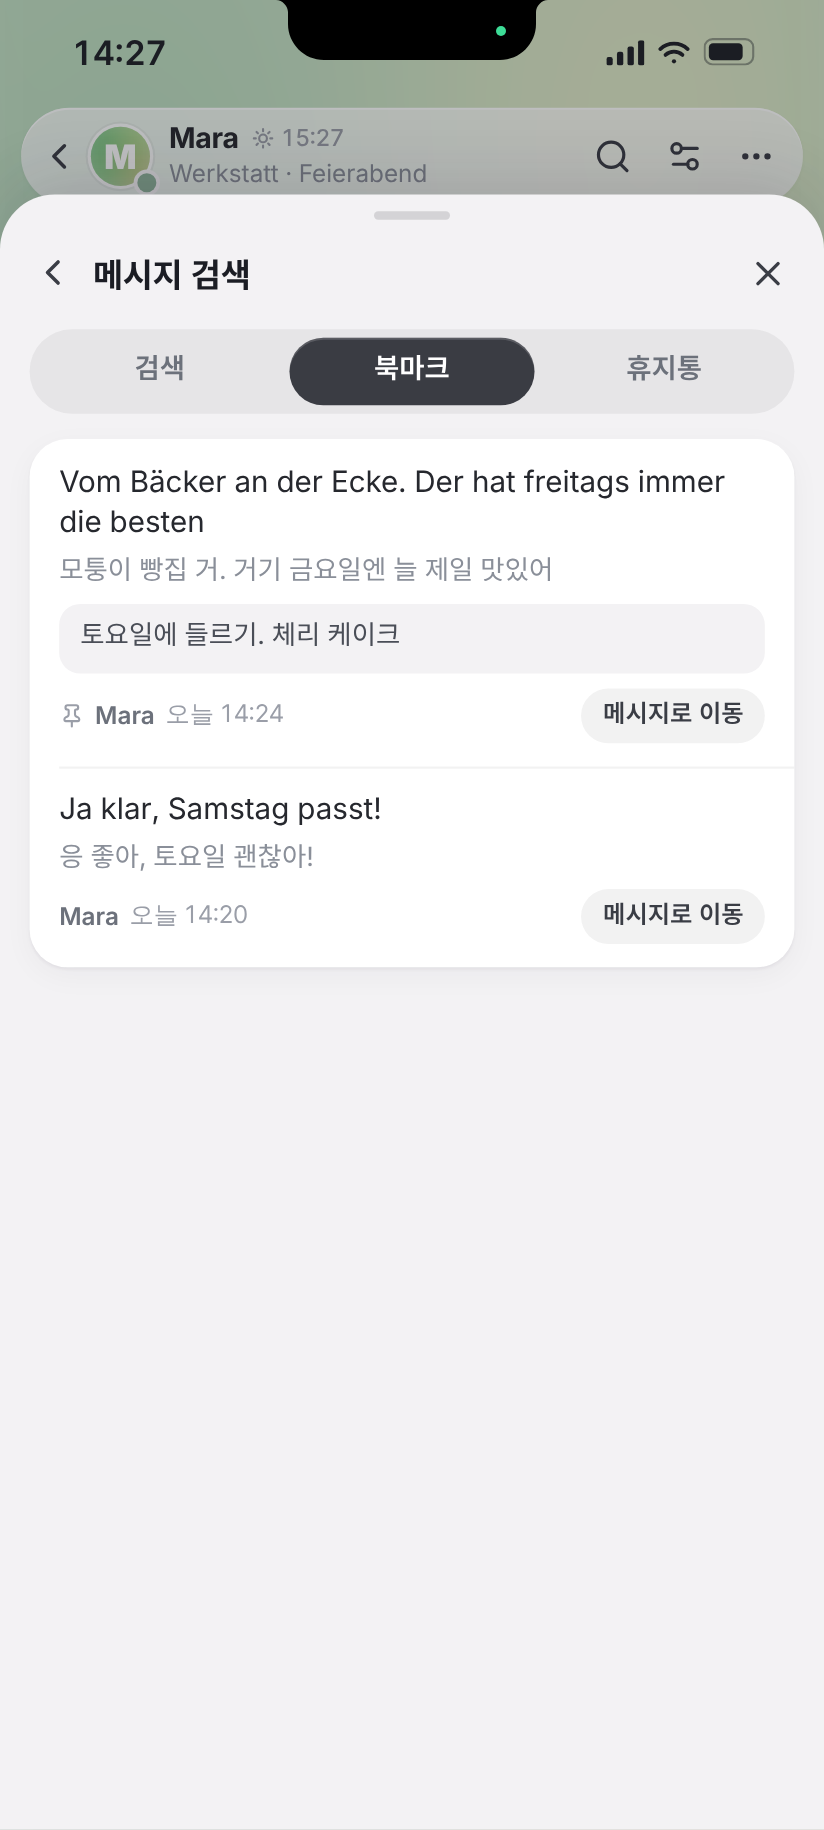 14:27
M
Mara 15:27
Werkstatt · Feierabend
메시지 검색
검색
북마크
휴지통
Vom Bäcker an der Ecke. Der hat freitags immer
die besten
모퉁이 빵집 거. 거기 금요일엔 늘 제일 맛있어
토요일에 들르기. 체리 케이크
Mara 오늘 14:24
메시지로 이동
Ja klar, Samstag passt!
응 좋아, 토요일 괜찮아!
Mara 오늘 14:20
메시지로 이동